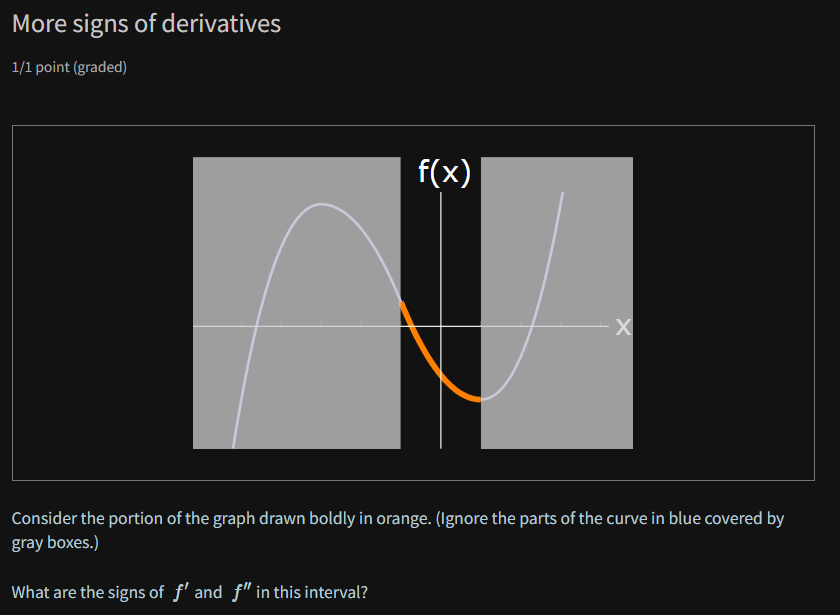 More signs of derivatives
1/1 point (graded)
f(x)
x
Consider the portion of the graph drawn boldly in orange. (Ignore the parts of the curve in blue covered by
gray boxes.)
What are the signs of f′ and f″ in this interval?